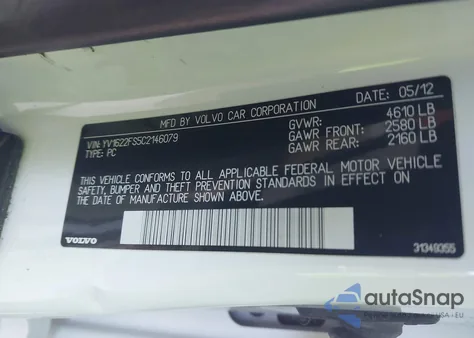 MFD BY VOLVO CAR CORPORATION
DATE: 05/12
VIN: YV1622FS5C2146079
TYPE: PC
GVWR: 4610 LB
GAWR FRONT: 2580 LB
GAWR REAR: 2160 LB
THIS VEHICLE CONFORMS TO ALL APPLICABLE FEDERAL MOTOR VEHICLE
SAFETY, BUMPER AND THEFT PREVENTION STANDARDS IN EFFECT ON
THE DATE OF MANUFACTURE SHOWN ABOVE.
VOLVO
31349355
autoSnap